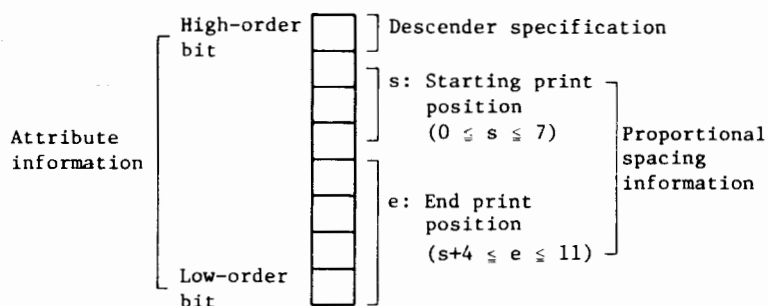 High-order
bit
Descender specification
s: Starting print
position
(0 ≦ s ≦ 7)
Attribute
information
Proportional
spacing
information
e: End print
position
(s+4 ≦ e ≦ 11)
Low-order
bit